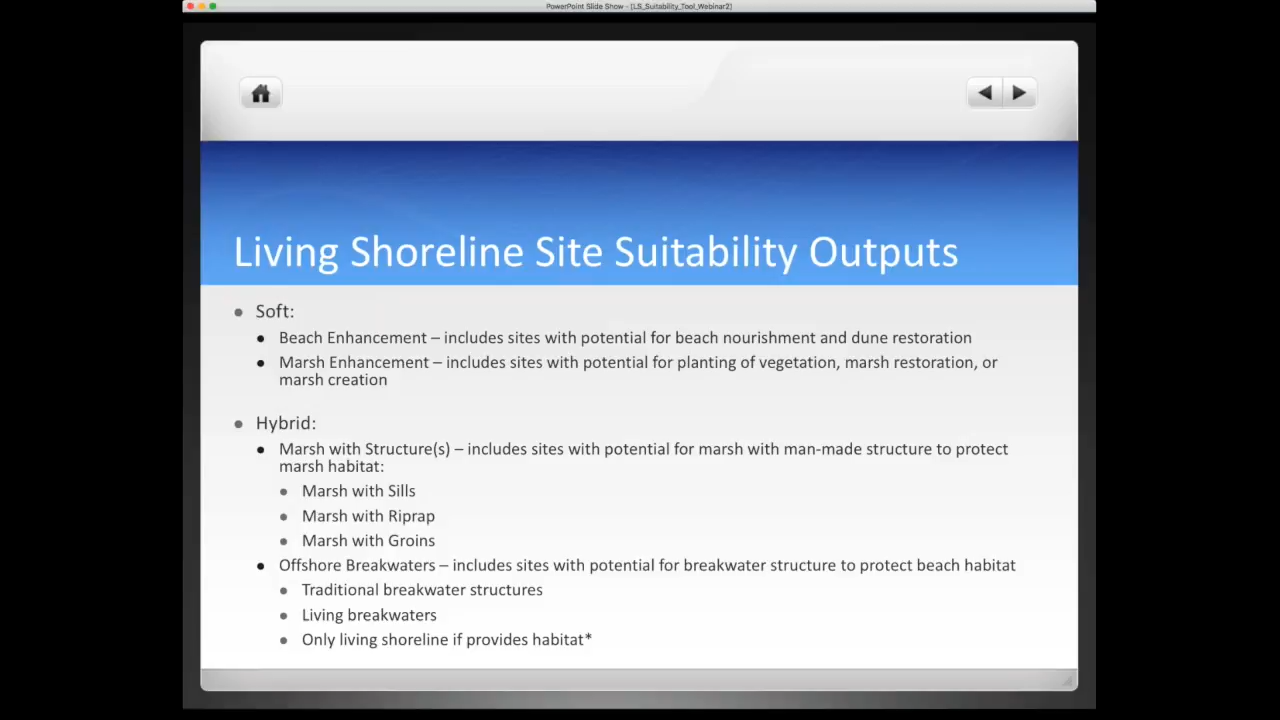 PowerPoint Slide Show - [LS_Suitability_Tool_Webinar2]
Living Shoreline Site Suitability Outputs
Soft:
Beach Enhancement – includes sites with potential for beach nourishment and dune restoration
Marsh Enhancement – includes sites with potential for planting of vegetation, marsh restoration, or
marsh creation
Hybrid:
Marsh with Structure(s) – includes sites with potential for marsh with man-made structure to protect
marsh habitat:
Marsh with Sills
Marsh with Riprap
Marsh with Groins
Offshore Breakwaters – includes sites with potential for breakwater structure to protect beach habitat
Traditional breakwater structures
Living breakwaters
Only living shoreline if provides habitat*